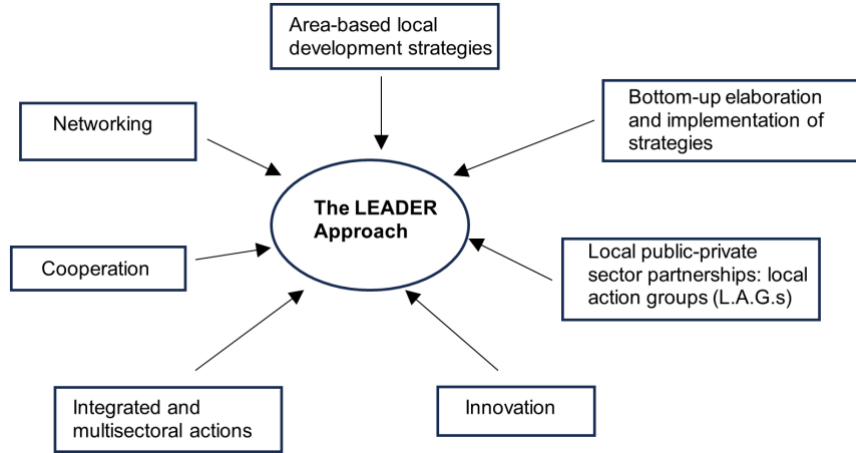 Area-based local
development strategies
Networking
Bottom-up elaboration
and implementation of
strategies
The LEADER
Approach
Cooperation
Local public-private
sector partnerships: local
action groups (L.A.G.s)
Integrated and
multisectoral actions
Innovation